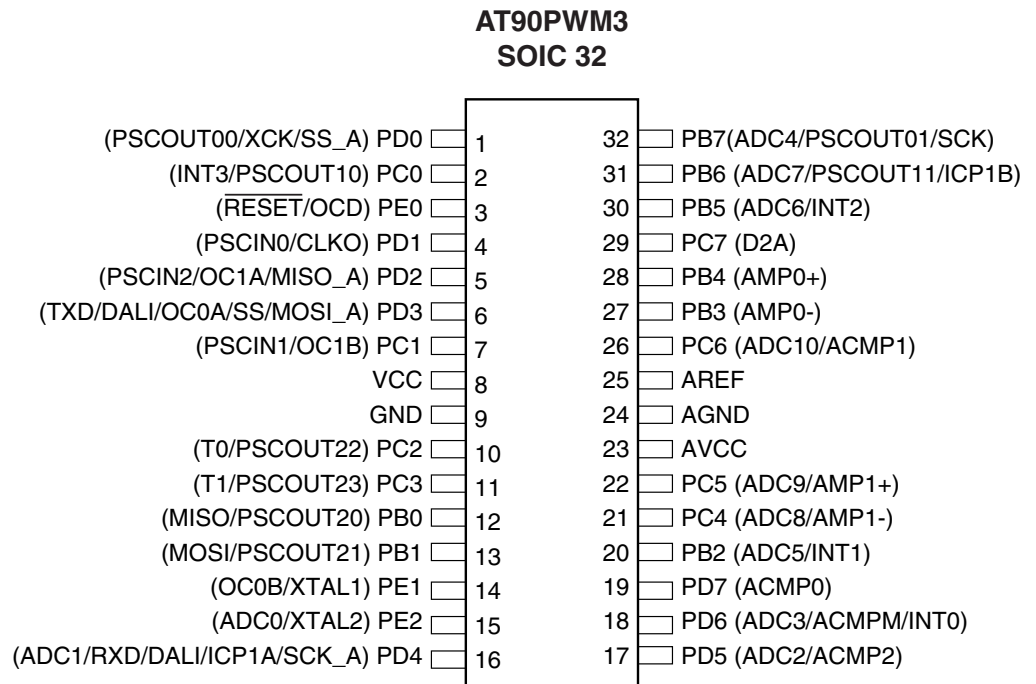 AT90PWM3
SOIC 32
(PSCOUT00/XCK/SS_A) PD0 1 32 PB7(ADC4/PSCOUT01/SCK)
(INT3/PSCOUT10) PC0 2 31 PB6 (ADC7/PSCOUT11/ICP1B)
(RESET/OCD) PE0 3 30 PB5 (ADC6/INT2)
(PSCIN0/CLKO) PD1 4 29 PC7 (D2A)
(PSCIN2/OC1A/MISO_A) PD2 5 28 PB4 (AMP0+)
(TXD/DALI/OC0A/SS/MOSI_A) PD3 6 27 PB3 (AMP0-)
(PSCIN1/OC1B) PC1 7 26 PC6 (ADC10/ACMP1)
VCC 8 25 AREF
GND 9 24 AGND
(T0/PSCOUT22) PC2 10 23 AVCC
(T1/PSCOUT23) PC3 11 22 PC5 (ADC9/AMP1+)
(MISO/PSCOUT20) PB0 12 21 PC4 (ADC8/AMP1-)
(MOSI/PSCOUT21) PB1 13 20 PB2 (ADC5/INT1)
(OC0B/XTAL1) PE1 14 19 PD7 (ACMP0)
(ADC0/XTAL2) PE2 15 18 PD6 (ADC3/ACMPM/INT0)
(ADC1/RXD/DALI/ICP1A/SCK_A) PD4 16 17 PD5 (ADC2/ACMP2)